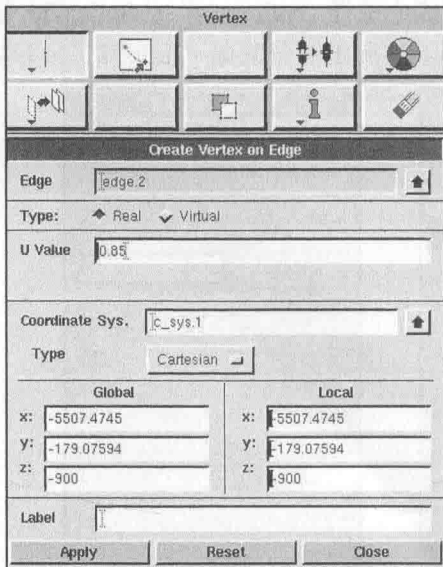 Vertex
Create Vertex on Edge
Edge edge.2
Type: Real Virtual
U Value 0.85
Coordinate Sys. c_sys.1
Type Cartesian
Global Local
x: -5507.4745 x: -5507.4745
y: -179.07594 y: -179.07594
z: -900 z: -900
Label
Apply Reset Close